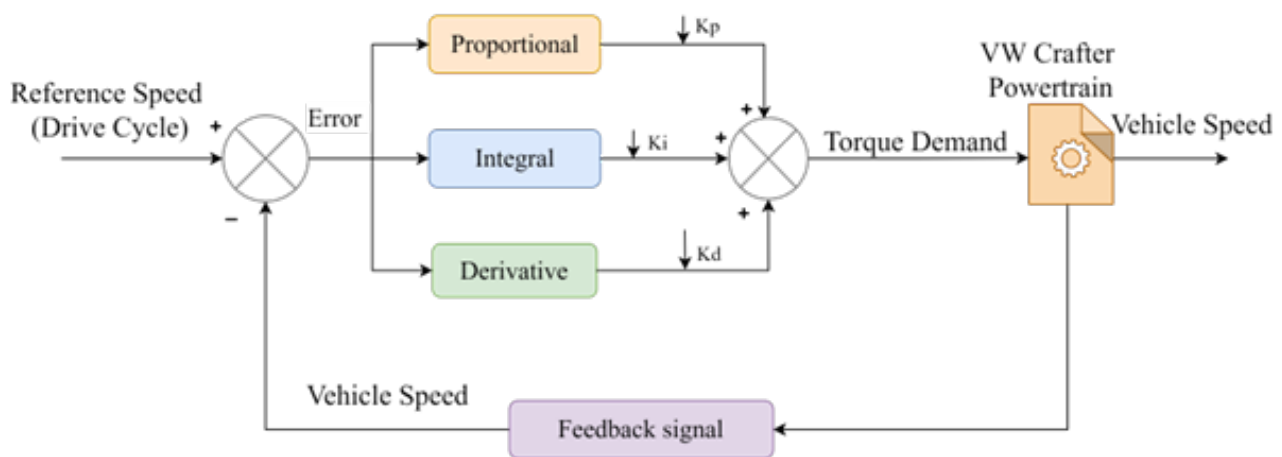 Reference Speed
(Drive Cycle)
+
−
Error
Proportional
Kp
Integral
Ki
Derivative
Kd
+
+
+
Torque Demand
VW Crafter
Powertrain
Vehicle Speed
Vehicle Speed
Feedback signal